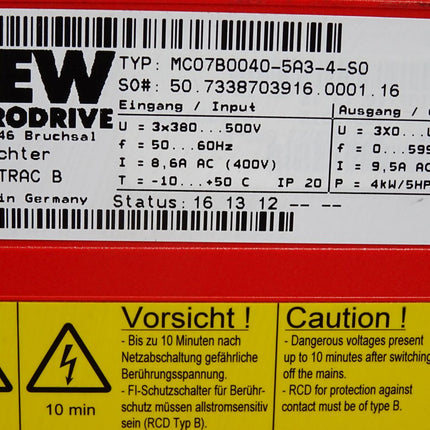 EW
RODRIVE
46 Bruchsal
chter
TRAC B
in Germany
TYP: MC07B0040-5A3-4-S0
SO#: 50.7338703916.0001.16
Eingang / Input
U = 3x380...500V
f = 50...60Hz
I = 8,6A AC (400V)
T = -10...+50 C IP 20
Ausgang /
U = 3X0...U
f = 0...599
I = 9,5A AC
P = 4kW/5HP
Status: 16 13 12 -- --
10 min
Vorsicht !
- Bis zu 10 Minuten nach
Netzabschaltung gefährliche
Berührungsspannung.
- FI-Schutzschalter für Berühr-
schutz müssen allstromsensitiv
sein (RCD Typ B).
Caution !
- Dangerous voltages present
up to 10 minutes after switching
off the mains.
- RCD for protection against
contact must be of type B.